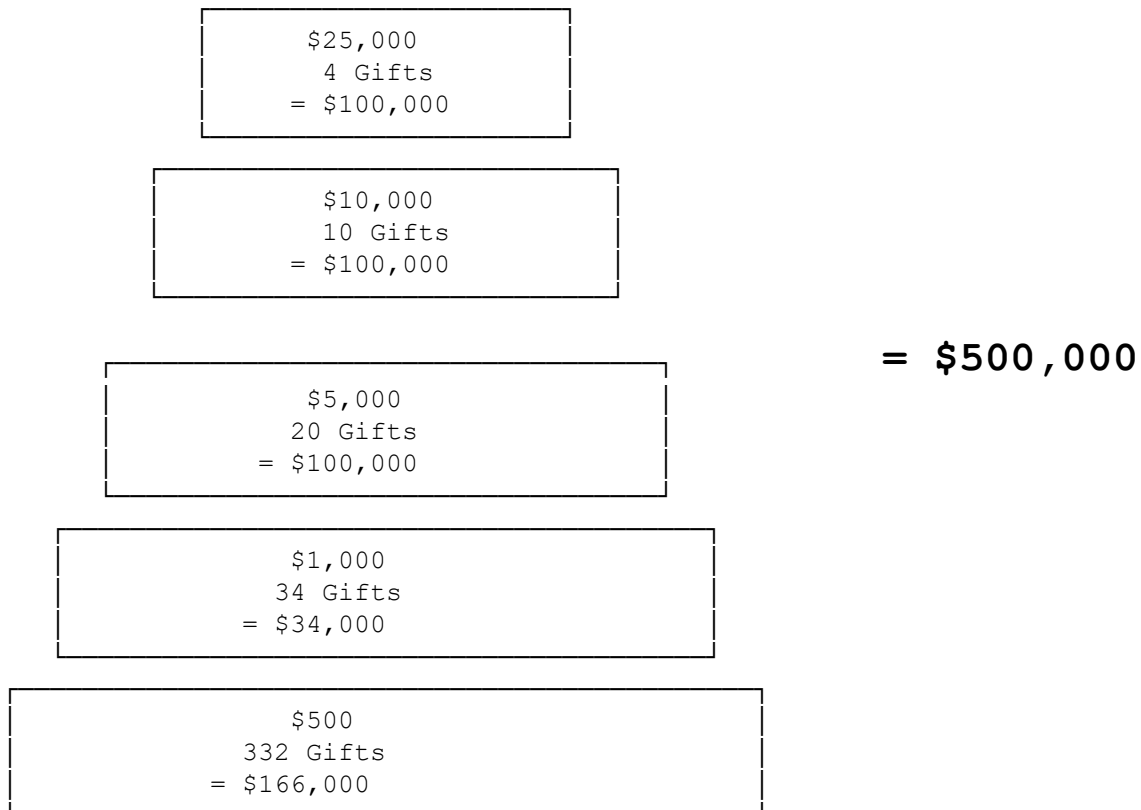 $25,000
4 Gifts
= $100,000
$10,000
10 Gifts
= $100,000
= $500,000
$5,000
20 Gifts
= $100,000
$1,000
34 Gifts
= $34,000
$500
332 Gifts
= $166,000